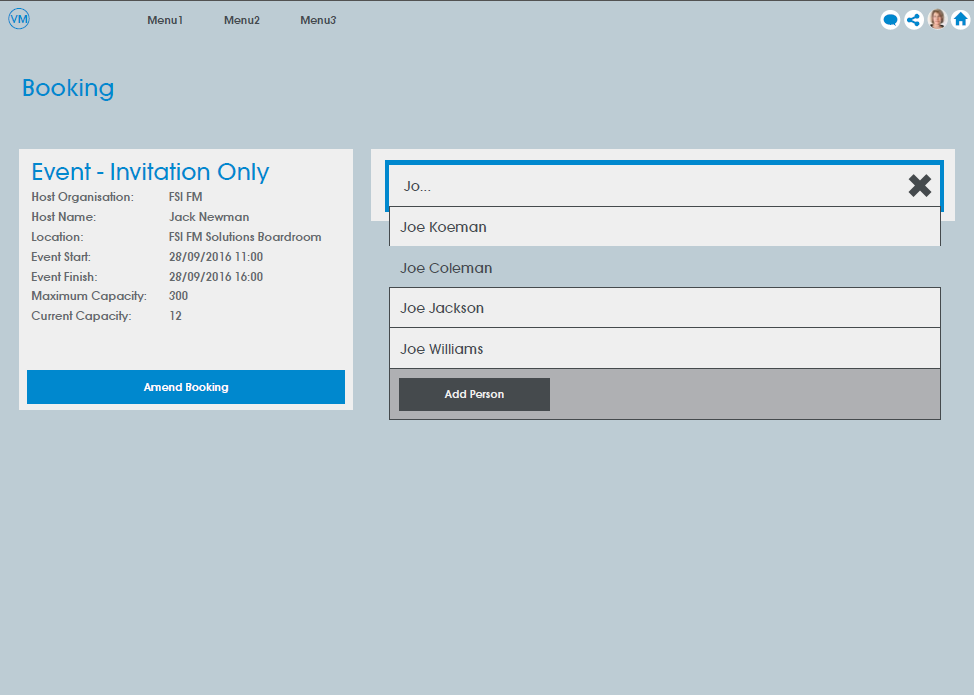 VM
Menu1 Menu2 Menu3
Booking
Event - Invitation Only
Host Organisation: FSI FM
Host Name: Jack Newman
Location: FSI FM Solutions Boardroom
Event Start: 28/09/2016 11:00
Event Finish: 28/09/2016 16:00
Maximum Capacity: 300
Current Capacity: 12
Amend Booking
Jo...
Joe Koeman
Joe Coleman
Joe Jackson
Joe Williams
Add Person